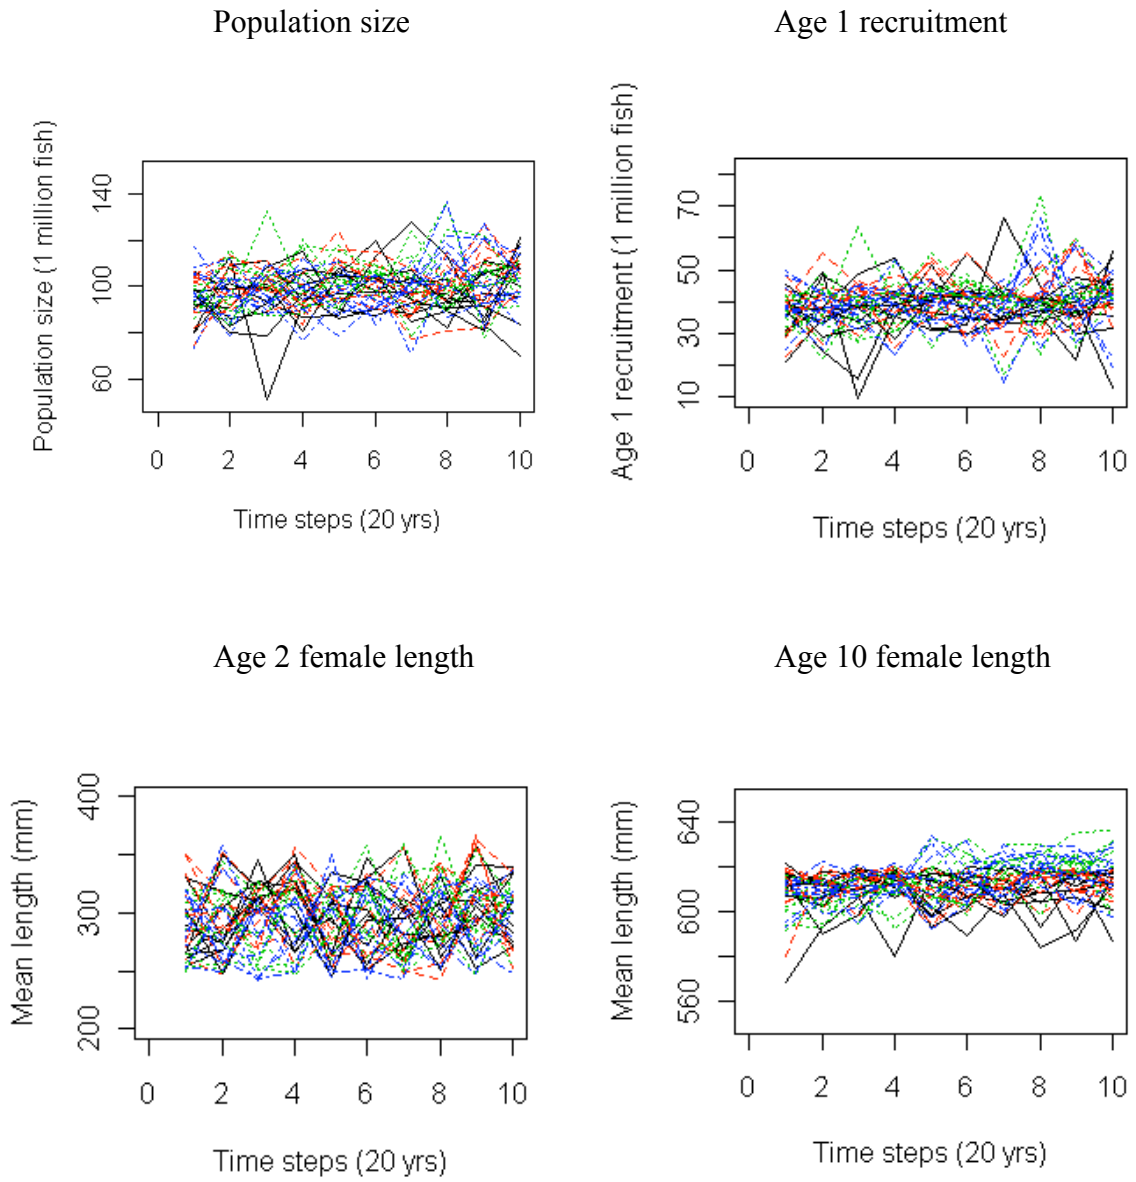 Population size
Age 1 recruitment
Population size (1 million fish)
140
100
60
0 2 4 6 8 10
Time steps (20 yrs)
Age 1 recruitment (1 million fish)
70
50
30
10
0 2 4 6 8 10
Time steps (20 yrs)
Age 2 female length
Age 10 female length
Mean length (mm)
400
300
200
0 2 4 6 8 10
Time steps (20 yrs)
Mean length (mm)
640
600
560
0 2 4 6 8 10
Time steps (20 yrs)